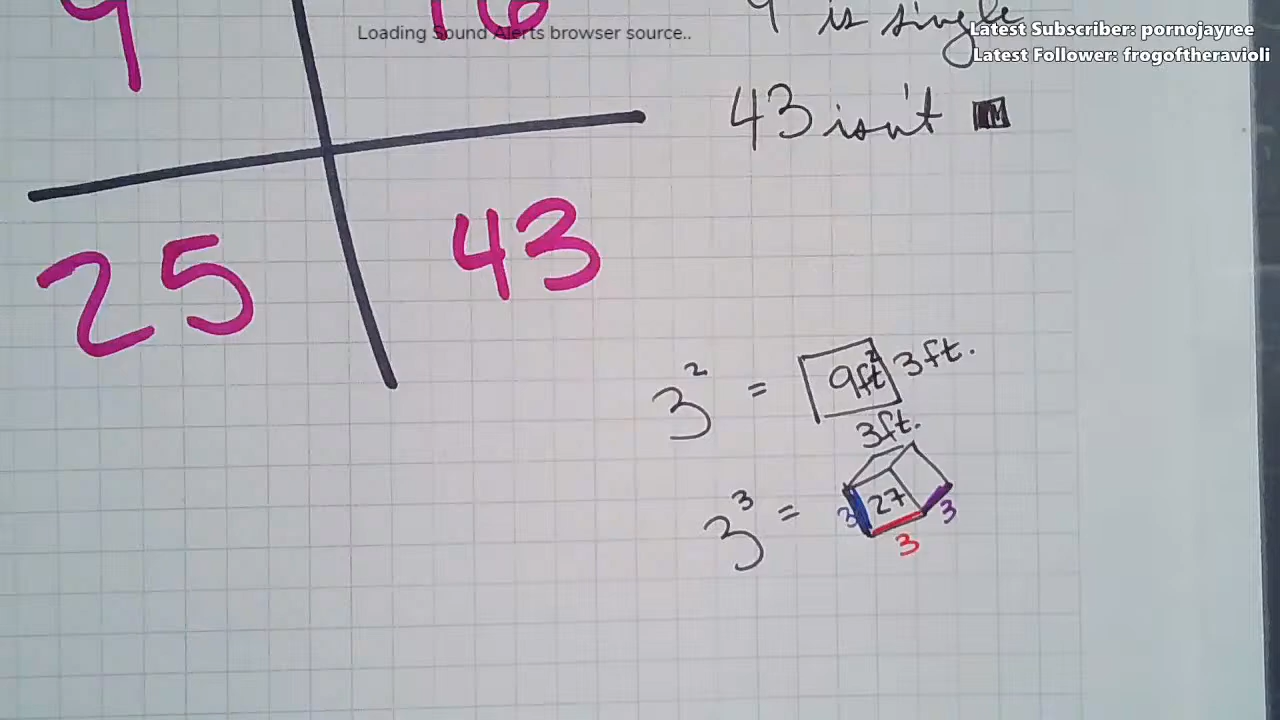 9
16
Loading Sound Alerts browser source..
9 is single
Latest Subscriber: pornojayree
Latest Follower: frogoftheravioli
43 isn't
25
43
3² = 9ft² 3ft.
3ft.
3³ = 27
3
3
3